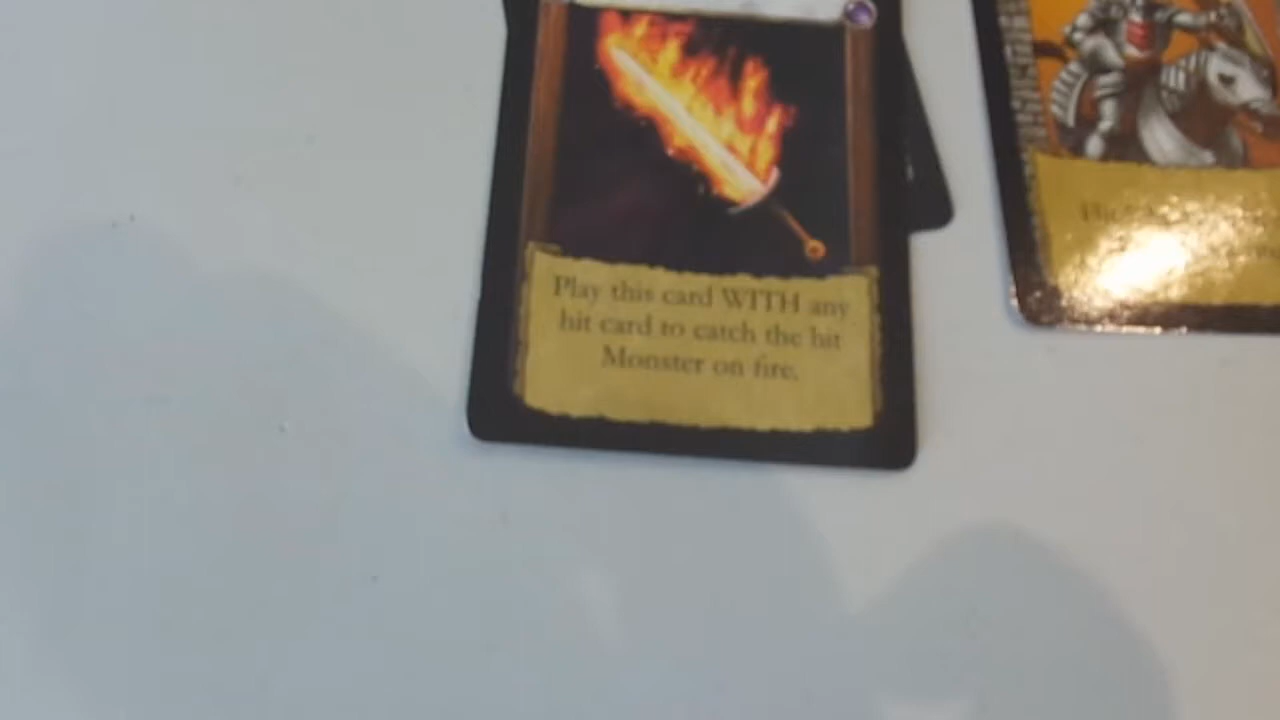 Play this card WITH any
hit card to catch the hit
Monster on fire.